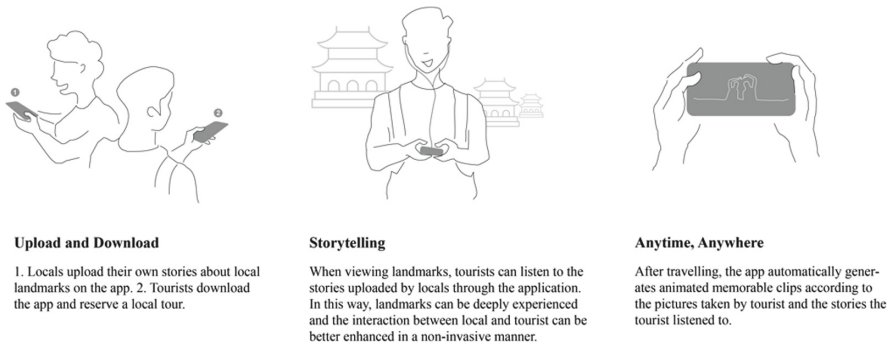 1
2
Upload and Download
1. Locals upload their own stories about local
landmarks on the app. 2. Tourists download
the app and reserve a local tour.
Storytelling
When viewing landmarks, tourists can listen to the
stories uploaded by locals through the application.
In this way, landmarks can be deeply experienced
and the interaction between local and tourist can be
better enhanced in a non-invasive manner.
Anytime, Anywhere
After travelling, the app automatically gener-
ates animated memorable clips according to
the pictures taken by tourist and the stories the
tourist listened to.